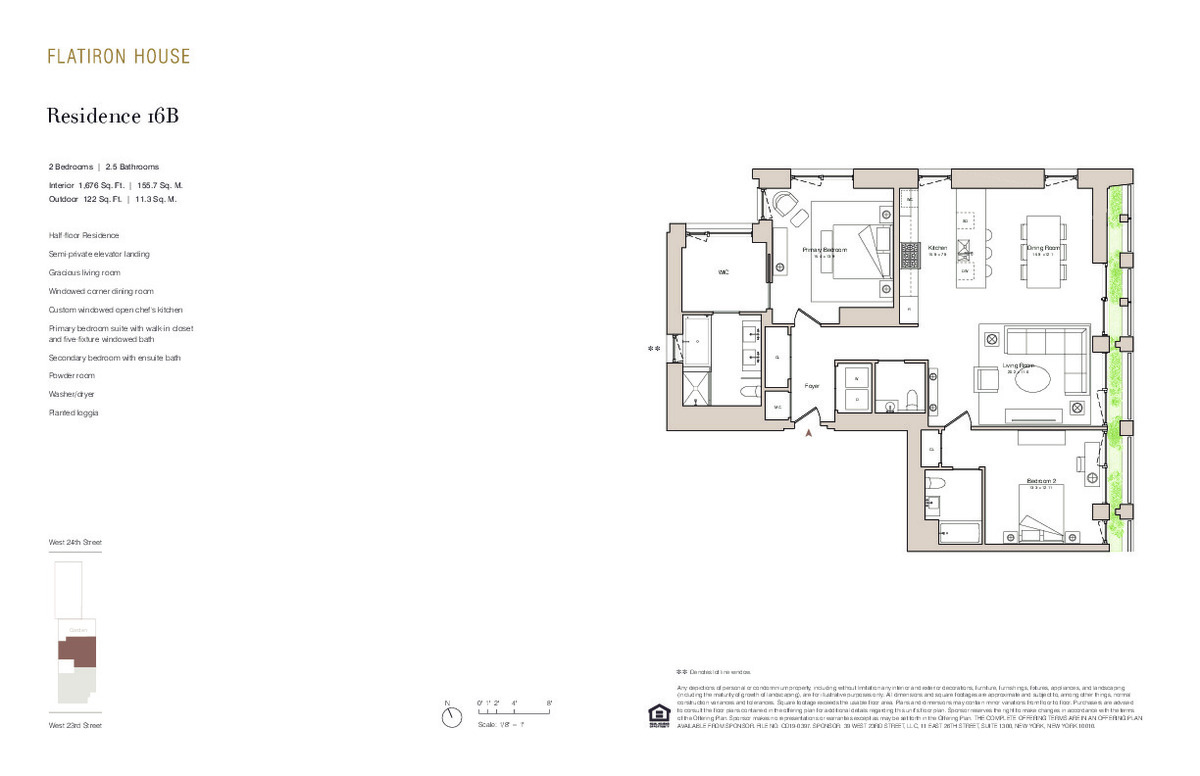 FLATIRON HOUSE
Residence 16B
2 Bedrooms | 2.5 Bathrooms
Interior 1,676 Sq. Ft. | 155.7 Sq. M.
Outdoor 122 Sq. Ft. | 11.3 Sq. M.
Half-floor Residence
Semi-private elevator landing
Gracious living room
Windowed corner dining room
Custom windowed open chef's kitchen
Primary bedroom suite with walk-in closet
and five fixture windowed bath
Secondary bedroom with ensuite bath
Powder room
Washer/dryer
Planted loggia
WIC
Primary Bedroom
Kitchen
Dining Room
Living Room
Foyer
W
D
Bedroom 2
**
West 24th Street
Garden
West 23rd Street
N
0' 1' 2' 4' 8'
Scale: 1/8" = 1'
** Denotes lot line window.
Any depictions of personal or condominium property, including without limitation any interior and exterior decorations, furniture, furnishings, fixtures, appliances, and landscaping
(including the maturity of growth of landscaping), are for illustrative purposes only. All dimensions and square footages are approximate and subject to, among other things, normal
construction variances and tolerances. Square footage exceeds the usable floor area. Plans and dimensions may contain minor variations from floor to floor. Purchasers are advised
to consult the floor plans contained in the offering plan for additional details regarding this unit's floor plan. Sponsor reserves the right to make changes in accordance with the terms
of the Offering Plan. Sponsor makes no representations or warranties except as may be set forth in the Offering Plan. THE COMPLETE OFFERING TERMS ARE IN AN OFFERING PLAN
AVAILABLE FROM SPONSOR. FILE NO. CD19-0397. SPONSOR: 39 WEST 23RD STREET, LLC, 111 EAST 26TH STREET, SUITE 1300, NEW YORK, NEW YORK 10010.